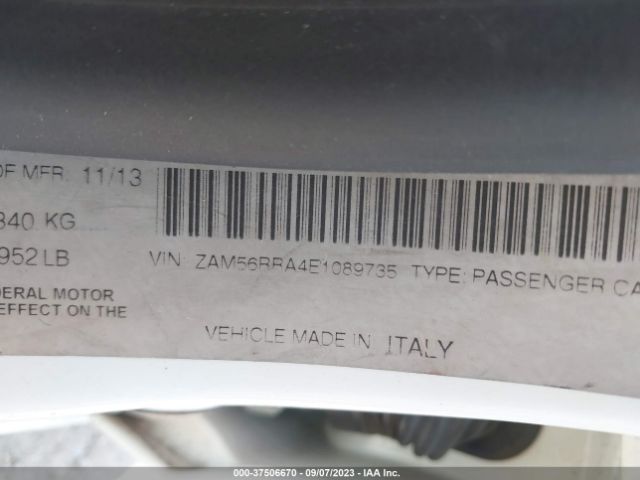 OF MFR. 11/13
340 KG
952 LB
VIN: ZAM56RRA4E1089735 TYPE: PASSENGER CA
DERAL MOTOR
EFFECT ON THE
VEHICLE MADE IN ITALY
000-37506670 - 09/07/2023 - IAA Inc.